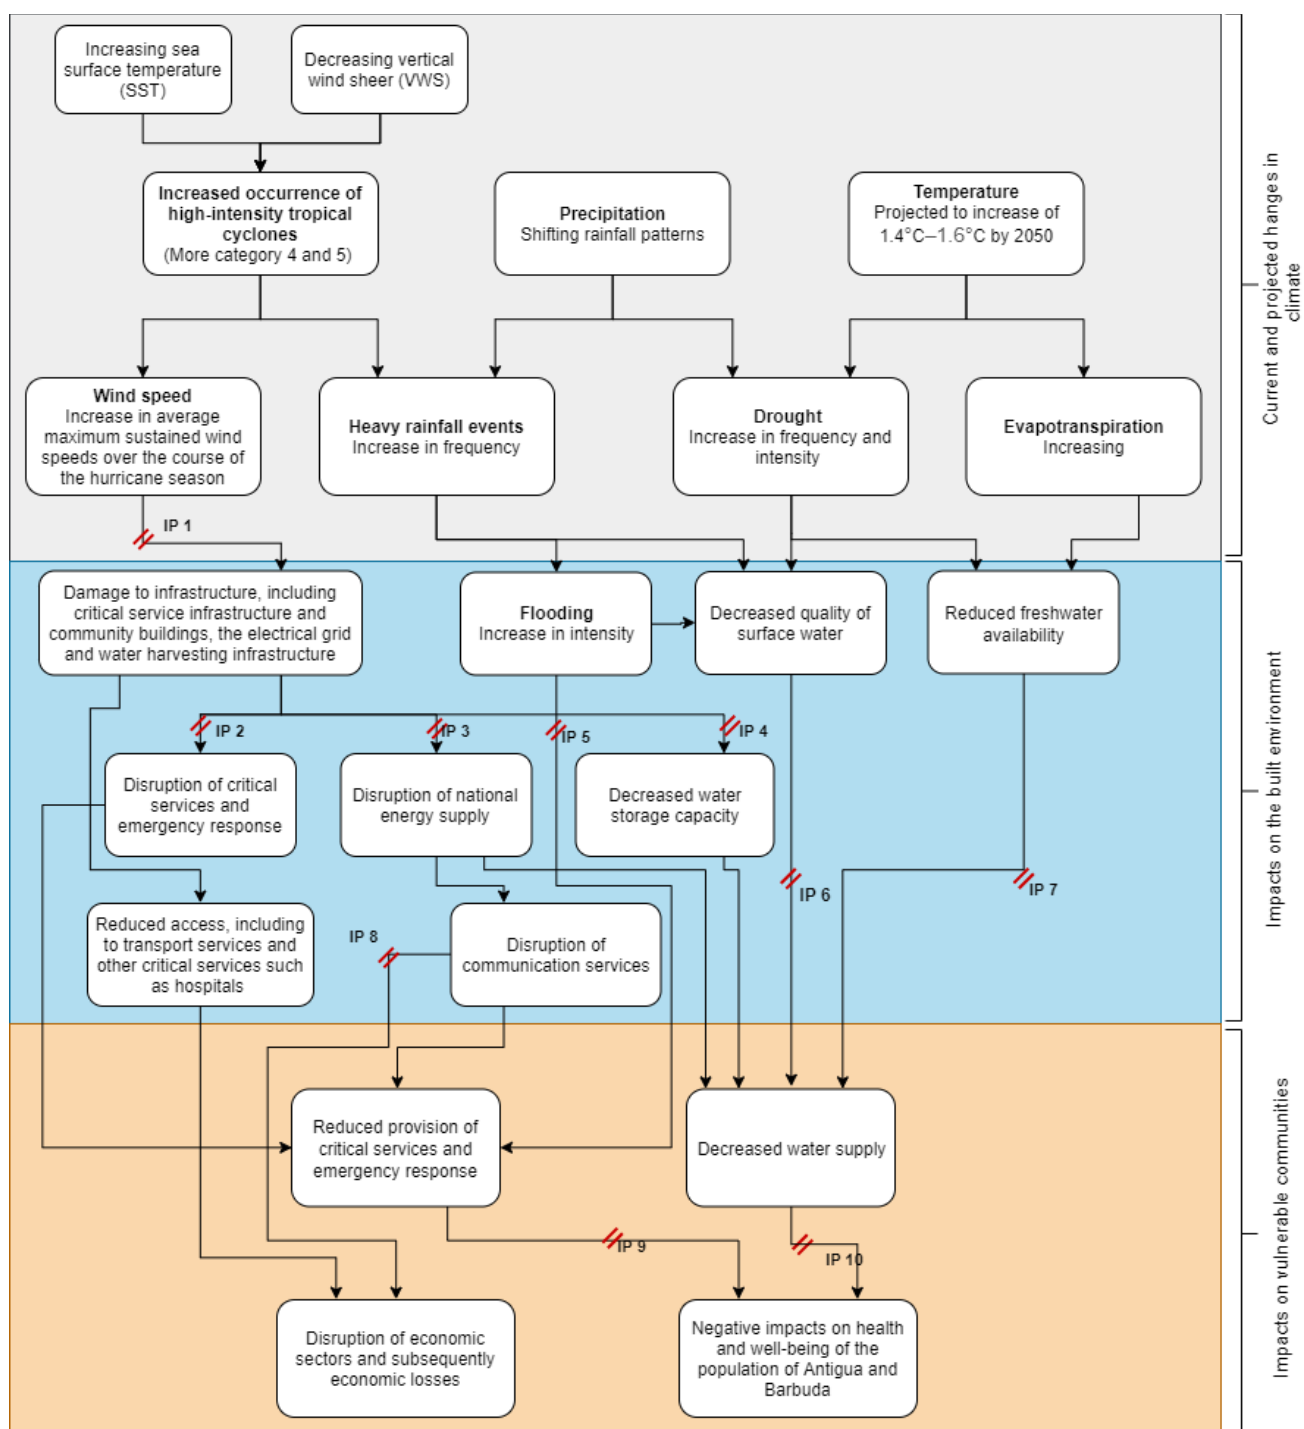 Increasing sea
surface temperature
(SST)
Decreasing vertical
wind sheer (VWS)
Increased occurrence of
high-intensity tropical
cyclones
(More category 4 and 5)
Precipitation
Shifting rainfall patterns
Temperature
Projected to increase of
1.4°C–1.6°C by 2050
Wind speed
Increase in average
maximum sustained wind
speeds over the course of
the hurricane season
Heavy rainfall events
Increase in frequency
Drought
Increase in frequency and
intensity
Evapotranspiration
Increasing
Current and projected hanges in
climate
IP 1
Damage to infrastructure, including
critical service infrastructure and
community buildings, the electrical grid
and water harvesting infrastructure
Flooding
Increase in intensity
Decreased quality of
surface water
Reduced freshwater
availability
IP 2
IP 3
IP 5
IP 4
Disruption of critical
services and
emergency response
Disruption of national
energy supply
Decreased water
storage capacity
IP 6
IP 7
Reduced access, including
to transport services and
other critical services such
as hospitals
IP 8
Disruption of
communication services
Impacts on the built environment
Reduced provision of
critical services and
emergency response
Decreased water supply
IP 9
IP 10
Disruption of economic
sectors and subsequently
economic losses
Negative impacts on health
and well-being of the
population of Antigua and
Barbuda
Impacts on vulnerable communities